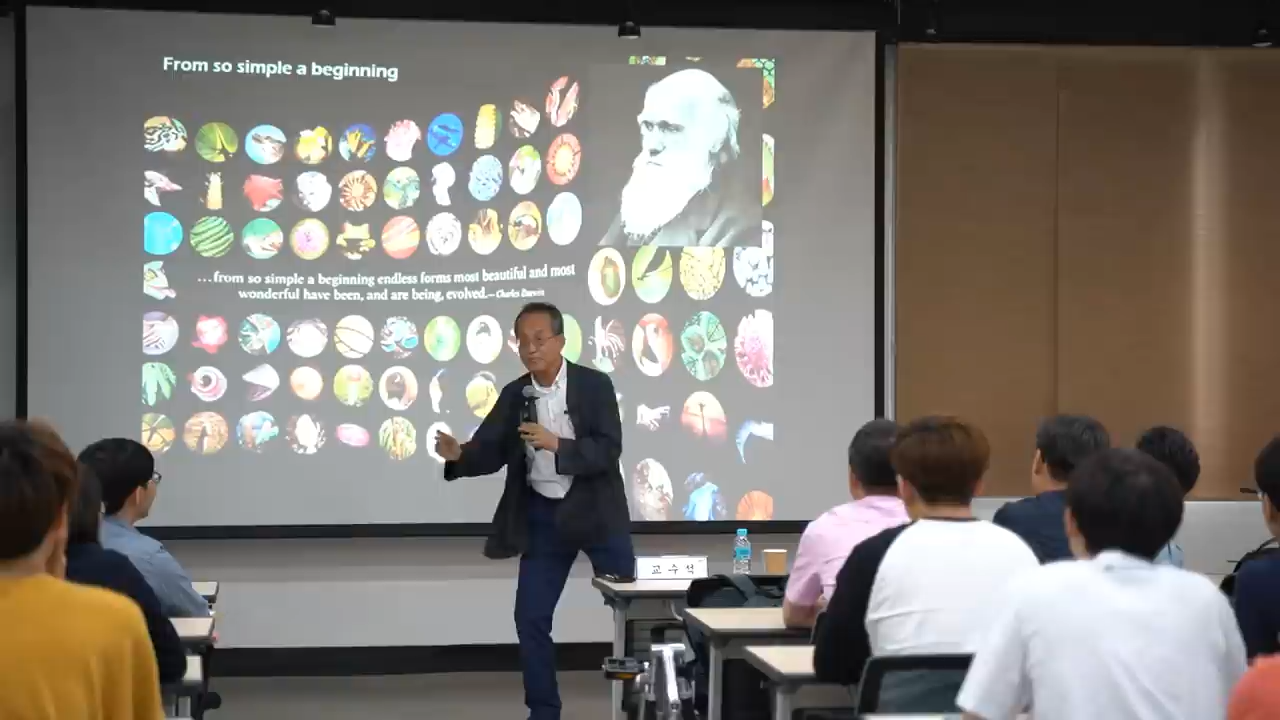 From so simple a beginning
...from so simple a beginning endless forms most beautiful and most
wonderful have been, and are being, evolved.—Charles Darwin
교 수 석